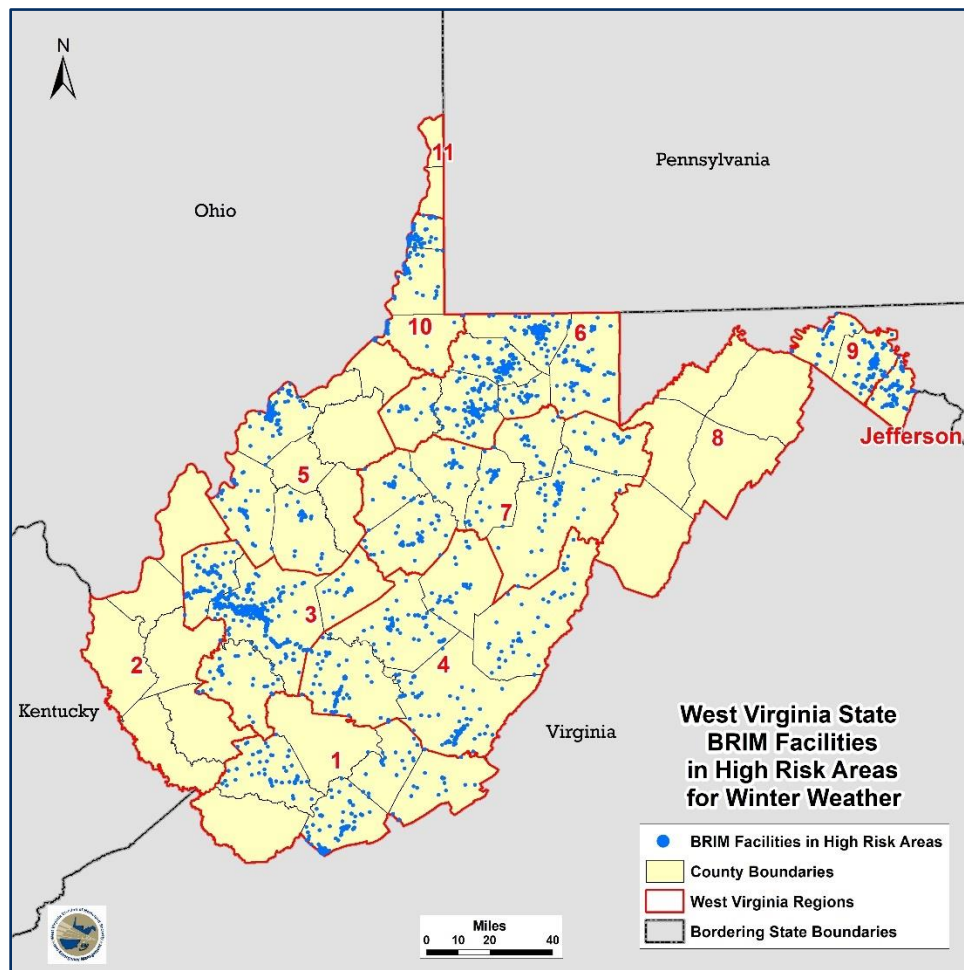 N
11
Pennsylvania
Ohio
10
6
9
Jefferson
8
5
7
3
4
2
Kentucky
1
Virginia
West Virginia State
BRIM Facilities
in High Risk Areas
for Winter Weather
BRIM Facilities in High Risk Areas
County Boundaries
West Virginia Regions
Bordering State Boundaries
Miles
0 10 20 40